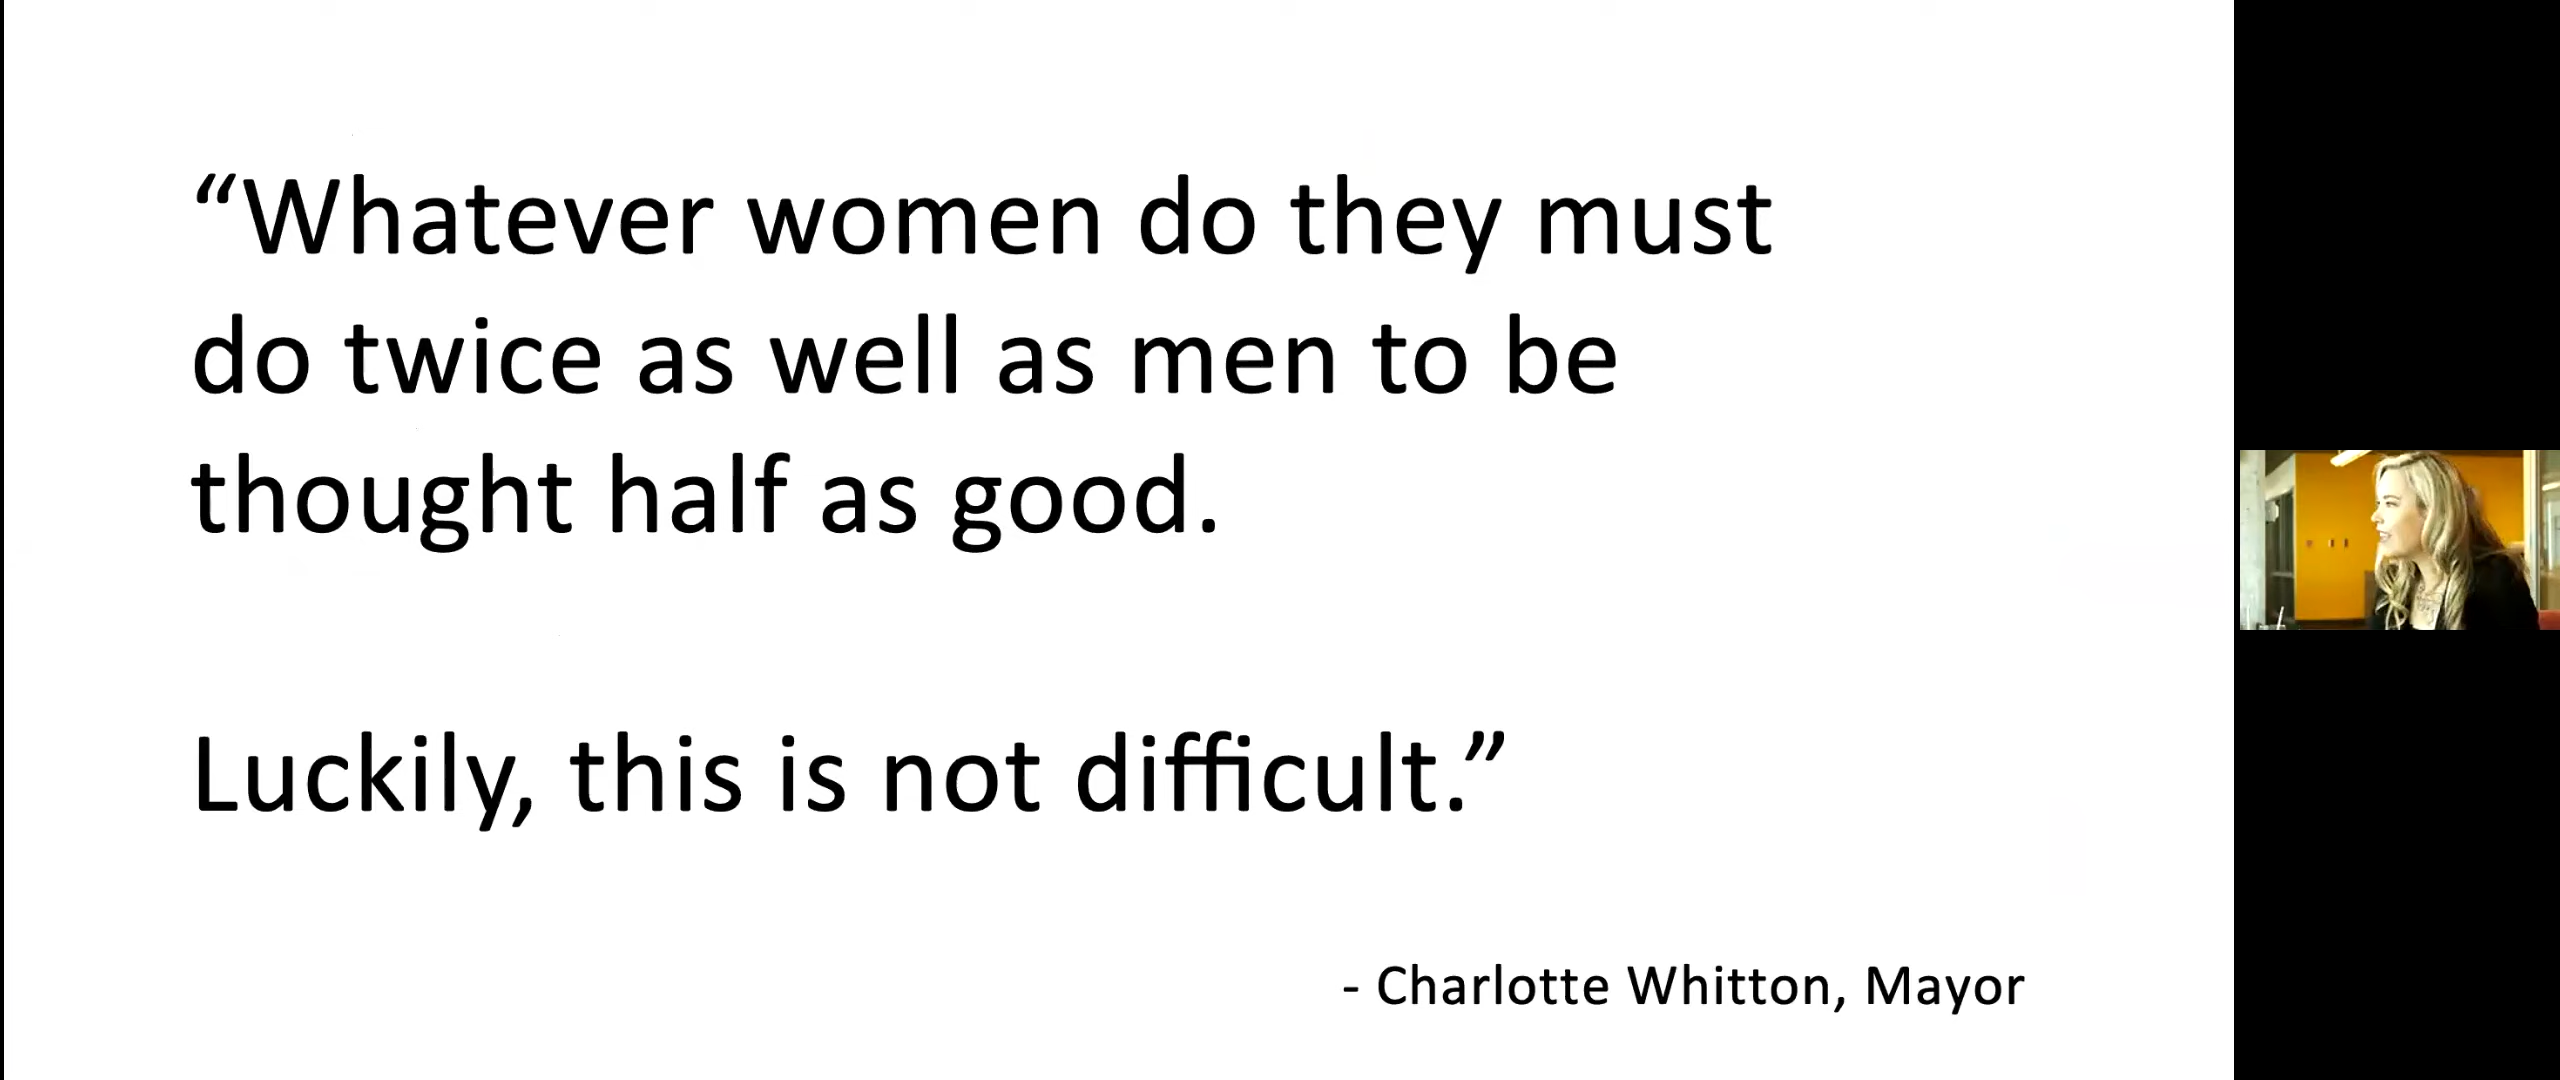 “Whatever women do they must
do twice as well as men to be
thought half as good.
Luckily, this is not difficult.”
- Charlotte Whitton, Mayor